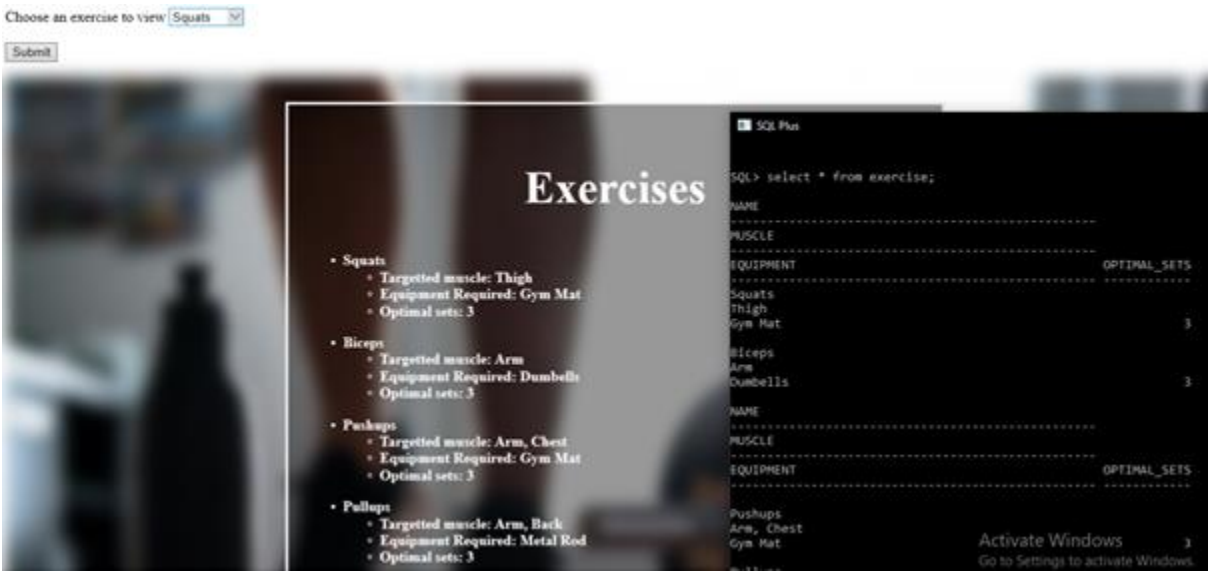 Choose an exercise to view Squats
Submit
Exercises
• Squats
◦ Targetted muscle: Thigh
◦ Equipment Required: Gym Mat
◦ Optimal sets: 3
• Biceps
◦ Targetted muscle: Arm
◦ Equipment Required: Dumbells
◦ Optimal sets: 3
• Pushups
◦ Targetted muscle: Arm, Chest
◦ Equipment Required: Gym Mat
◦ Optimal sets: 3
• Pullups
◦ Targetted muscle: Arm, Back
◦ Equipment Required: Metal Rod
◦ Optimal sets: 3
SQL Plus
SQL> select * from exercise;
NAME
MUSCLE
EQUIPMENT OPTIMAL_SETS
Squats
Thigh
Gym Mat 3
Biceps
Arm
Dumbells 3
NAME
MUSCLE
EQUIPMENT OPTIMAL_SETS
Pushups
Arm, Chest
Gym Mat 3
Activate Windows
Go to Settings to activate Windows.